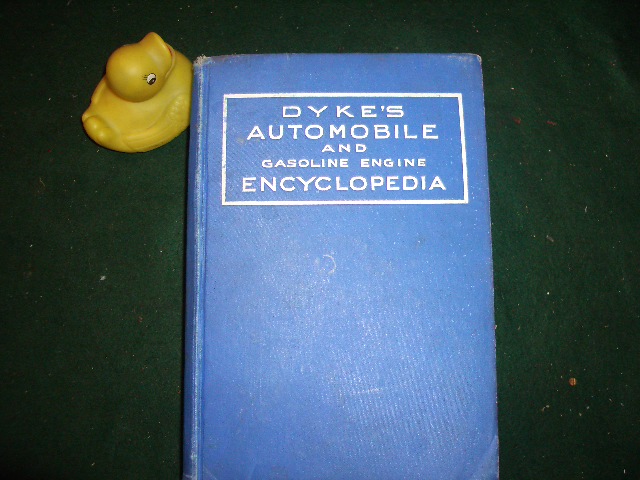 DYKE'S
AUTOMOBILE
AND
GASOLINE ENGINE
ENCYCLOPEDIA